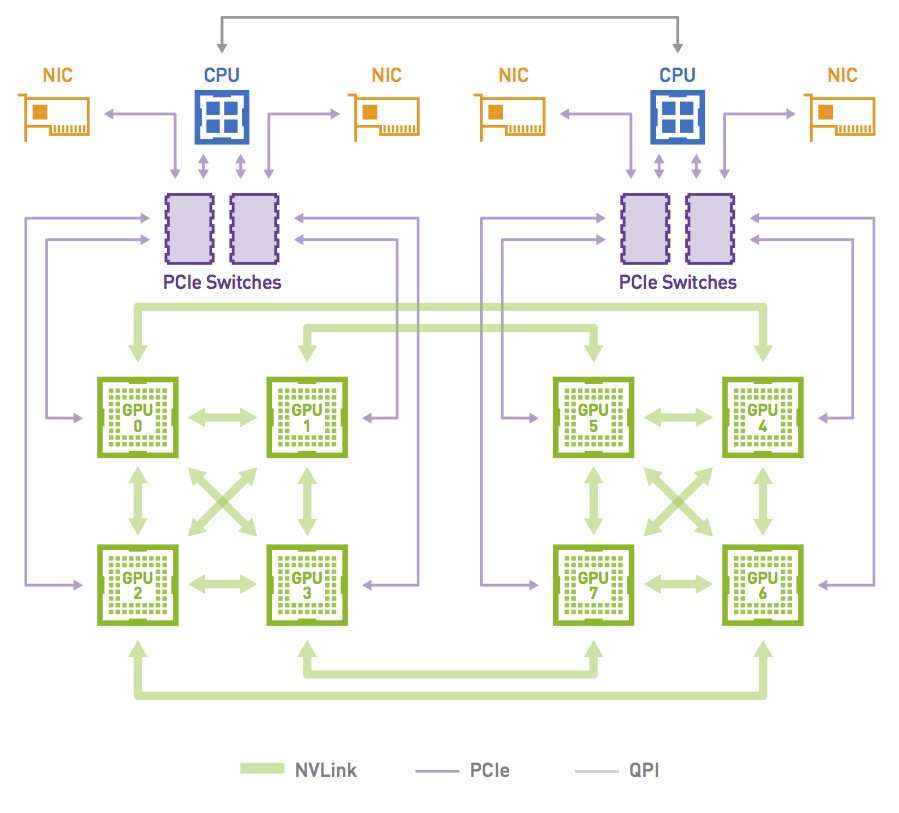 NIC
CPU
NIC
NIC
CPU
NIC
PCIe Switches
PCIe Switches
GPU
0
GPU
1
GPU
5
GPU
4
GPU
2
GPU
3
GPU
7
GPU
6
NVLink
PCIe
QPI